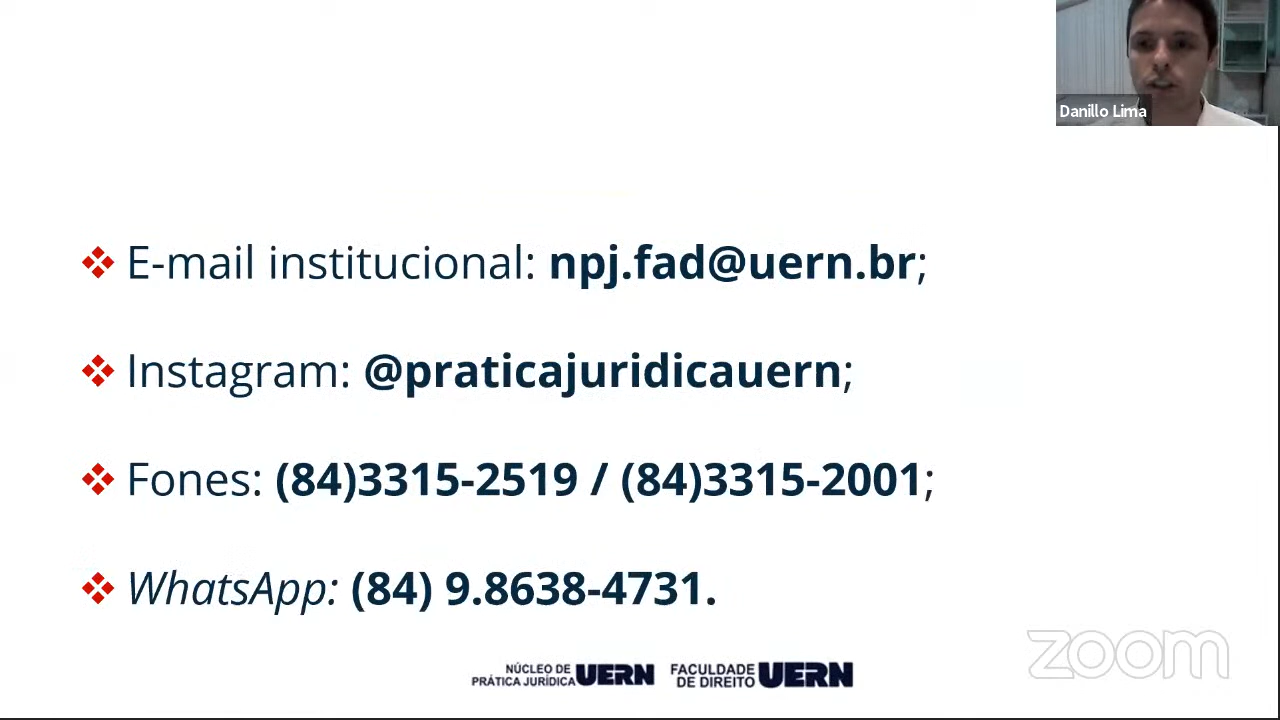 Danillo Lima
E-mail institucional: npj.fad@uern.br;
Instagram: @praticajuridicauern;
Fones: (84)3315-2519 / (84)3315-2001;
WhatsApp: (84) 9.8638-4731.
NÚCLEO DE
PRÁTICA JURÍDICA UERN
FACULDADE
DE DIREITO UERN
zoom